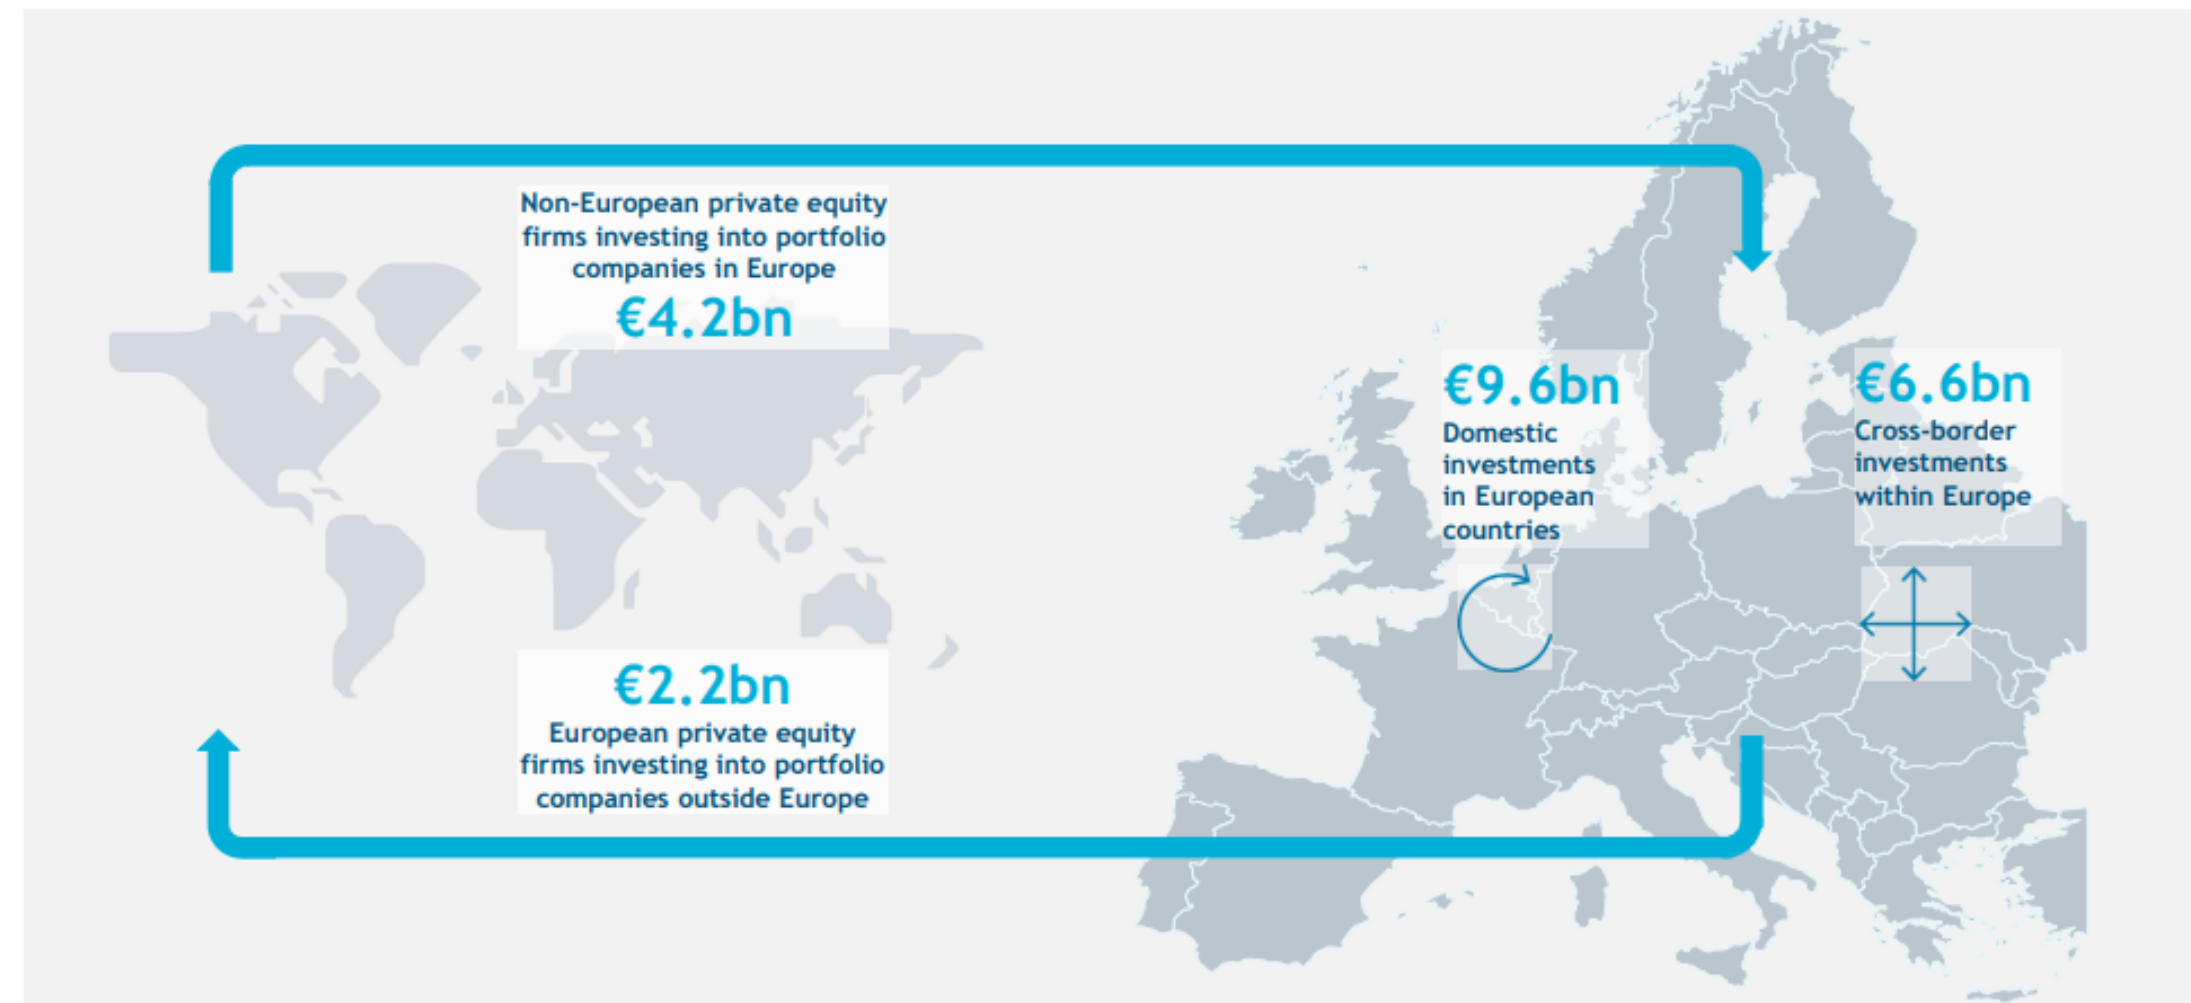 Non-European private equity
firms investing into portfolio
companies in Europe
€4.2bn
€9.6bn
Domestic
investments
in European
countries
€6.6bn
Cross-border
investments
within Europe
€2.2bn
European private equity
firms investing into portfolio
companies outside Europe